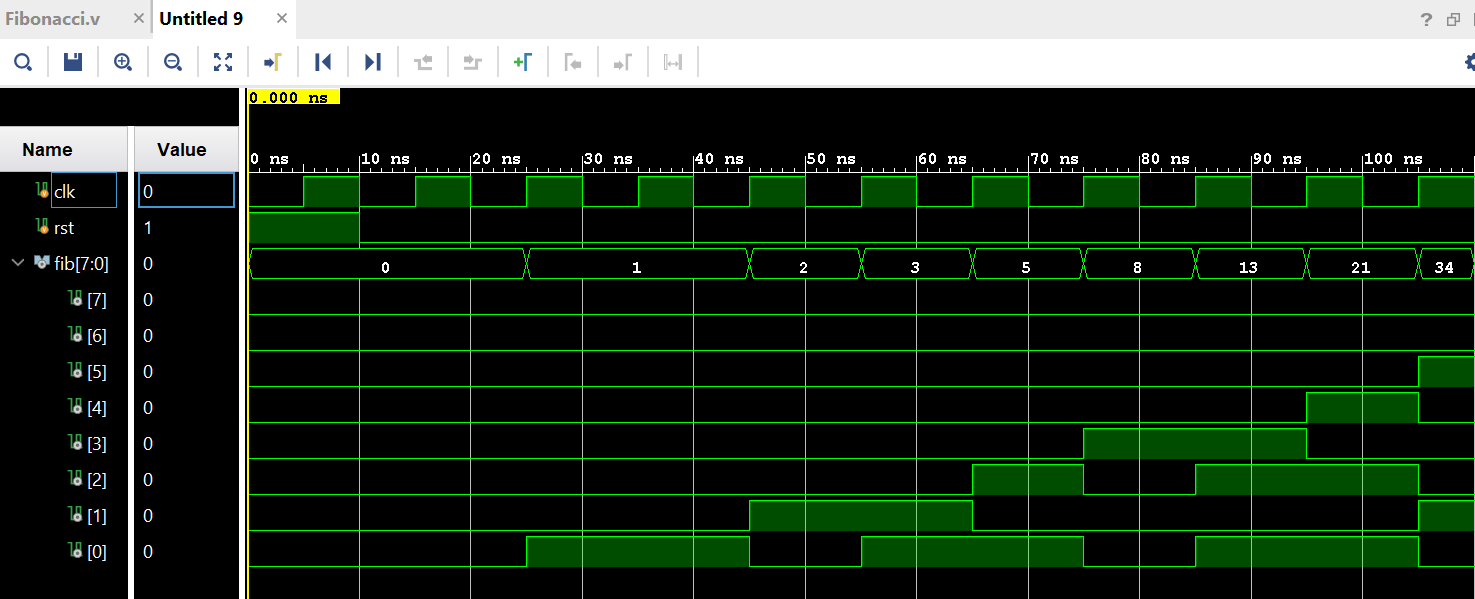 Fibonacci.v × Untitled 9 ×
?
0.000 ns
Name Value
0 ns 10 ns 20 ns 30 ns 40 ns 50 ns 60 ns 70 ns 80 ns 90 ns 100 ns
clk 0
rst 1
fib[7:0] 0 0 1 2 3 5 8 13 21 34
[7] 0
[6] 0
[5] 0
[4] 0
[3] 0
[2] 0
[1] 0
[0] 0